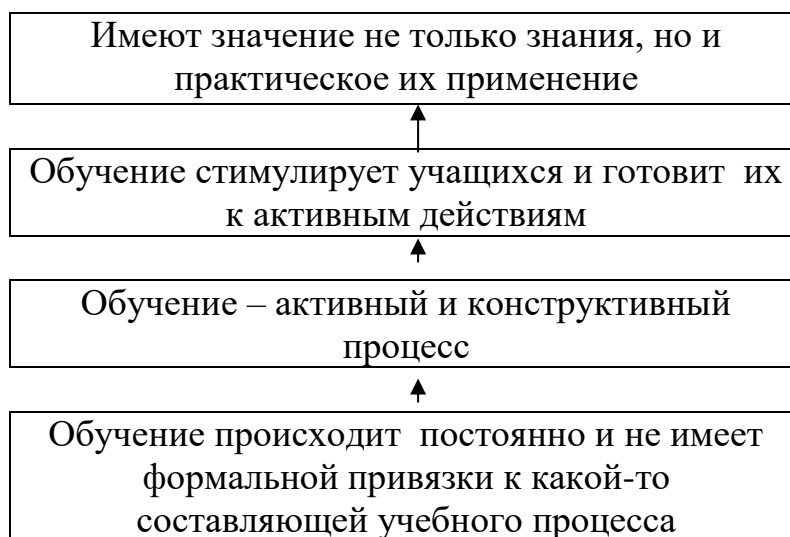 Имеют значение не только знания, но и
практическое их применение
Обучение стимулирует учащихся и готовит их
к активным действиям
Обучение – активный и конструктивный
процесс
Обучение происходит постоянно и не имеет
формальной привязки к какой-то
составляющей учебного процесса